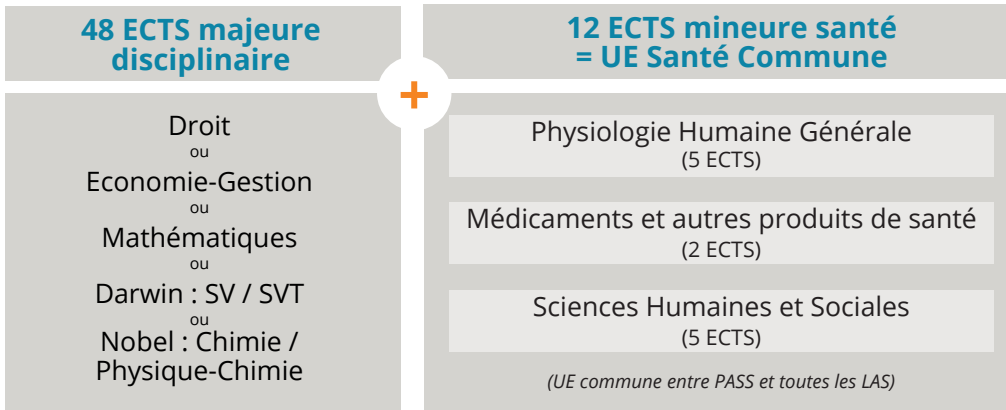 48 ECTS majeure
disciplinaire
+
12 ECTS mineure santé
= UE Santé Commune
Droit
ou
Economie-Gestion
ou
Mathématiques
ou
Darwin : SV / SVT
ou
Nobel : Chimie /
Physique-Chimie
Physiologie Humaine Générale
(5 ECTS)
Médicaments et autres produits de santé
(2 ECTS)
Sciences Humaines et Sociales
(5 ECTS)
(UE commune entre PASS et toutes les LAS)